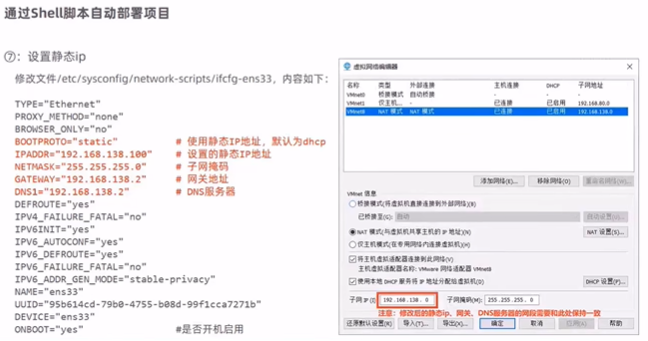 通过Shell脚本自动部署项目
⑦：设置静态ip
修改文件/etc/sysconfig/network-scripts/ifcfg-ens33，内容如下：
TYPE="Ethernet"
PROXY_METHOD="none"
BROWSER_ONLY="no"
BOOTPROTO="static" # 使用静态IP地址，默认为dhcp
IPADDR="192.168.138.100" # 设置的静态IP地址
NETMASK="255.255.255.0" # 子网掩码
GATEWAY="192.168.138.2" # 网关地址
DNS1="192.168.138.2" # DNS服务器
DEFROUTE="yes"
IPV4_FAILURE_FATAL="no"
IPV6INIT="yes"
IPV6_AUTOCONF="yes"
IPV6_DEFROUTE="yes"
IPV6_FAILURE_FATAL="no"
IPV6_ADDR_GEN_MODE="stable-privacy"
NAME="ens33"
UUID="95b614cd-79b0-4755-b08d-99f1cca7271b"
DEVICE="ens33"
ONBOOT="yes" #是否开机启用
虚拟网络编辑器
名称 类型 外部连接 主机连接 DHCP 子网地址
VMnet0 桥接模式 自动桥接 - - -
VMnet1 仅主机... - 已连接 已启用 192.168.80.0
VMnet8 NAT 模式 NAT 模式 已连接 已启用 192.168.138.0
添加网络(E)... 移除网络(O) 重命名网络(W)...
VMnet 信息
桥接模式(将虚拟机直接连接到外部网络)(B)
已桥接至(G): 自动 自动设置(U)...
NAT 模式(与虚拟机共享主机的 IP 地址)(N) NAT 设置(S)...
仅主机模式(在专用网络内连接虚拟机)(H)
将主机虚拟适配器连接到此网络(V)
主机虚拟适配器名称: VMware 网络适配器 VMnet8
使用本地 DHCP 服务将 IP 地址分配给虚拟机(D) DHCP 设置(P)...
子网 IP (I): 192.168.138. 0 子网掩码(M): 255.255.255. 0
注意：修改后的静态ip、网关、DNS服务器的网段需要和此处保持一致
还原默认设置(R) 导入(T)... 导出(X)... 确定 取消 应用(A) 帮助